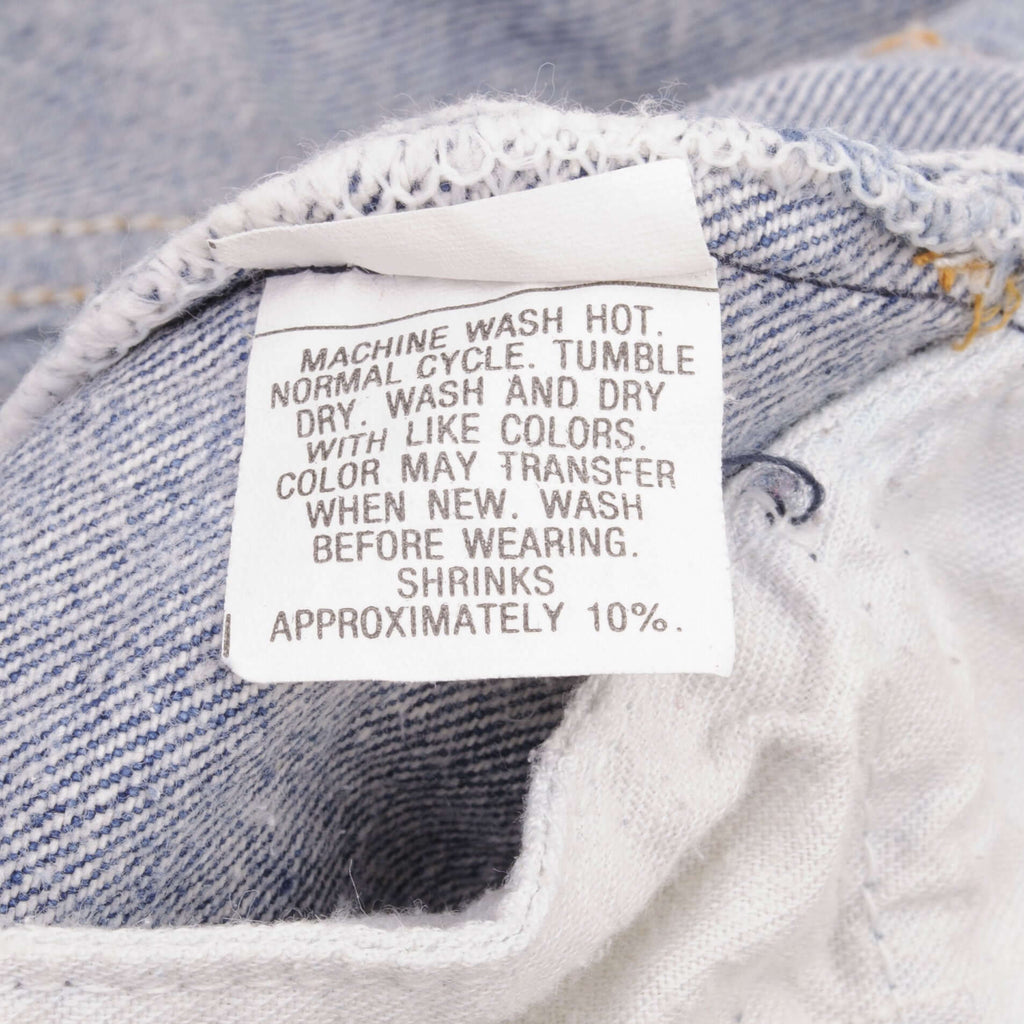 MACHINE WASH HOT.
NORMAL CYCLE. TUMBLE
DRY. WASH AND DRY
WITH LIKE COLORS.
COLOR MAY TRANSFER
WHEN NEW. WASH
BEFORE WEARING.
SHRINKS
APPROXIMATELY 10%.